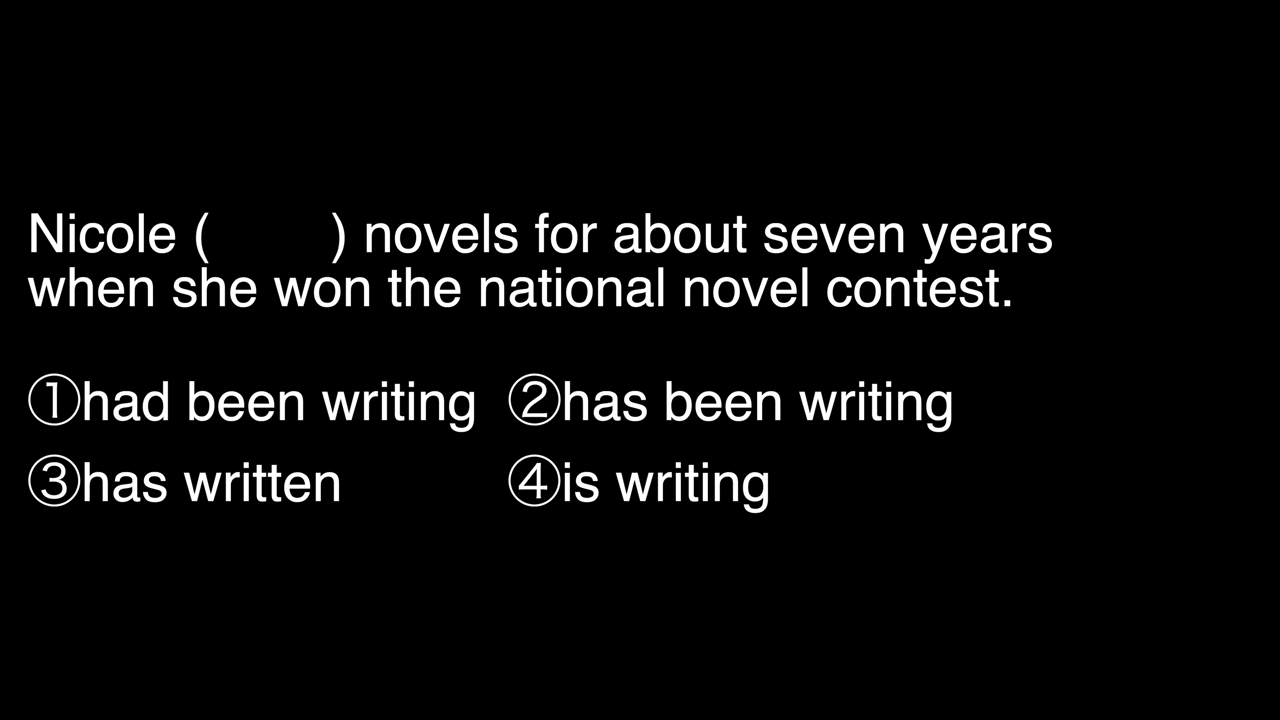 Nicole (       ) novels for about seven years
when she won the national novel contest.
①had been writing ②has been writing
③has written ④is writing